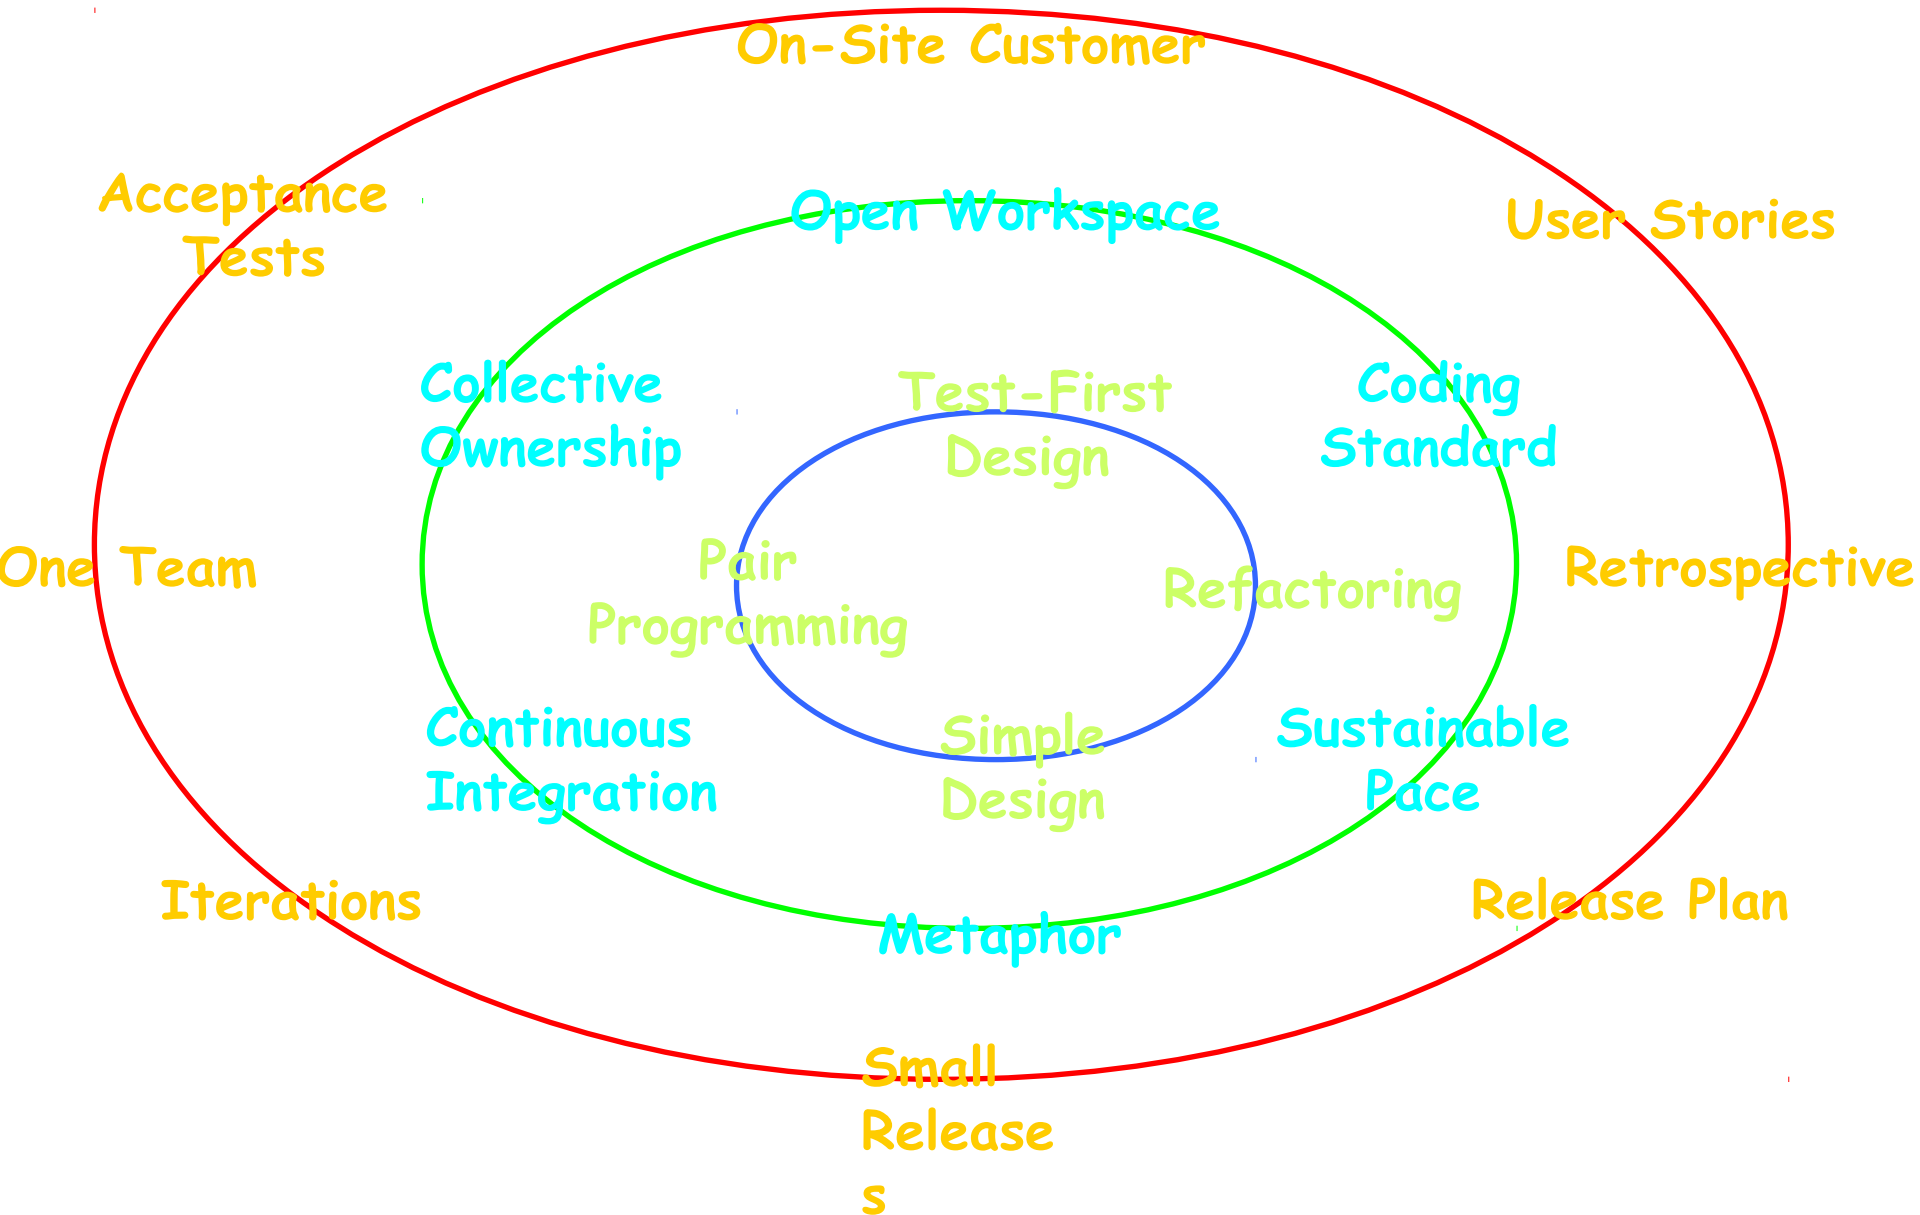 On-Site Customer
Acceptance
Tests
Open Workspace
User Stories
Collective
Ownership
Test-First
Design
Coding
Standard
One Team
Pair
Programming
Refactoring
Retrospective
Continuous
Integration
Simple
Design
Sustainable
Pace
Iterations
Metaphor
Release Plan
Small
Release
s